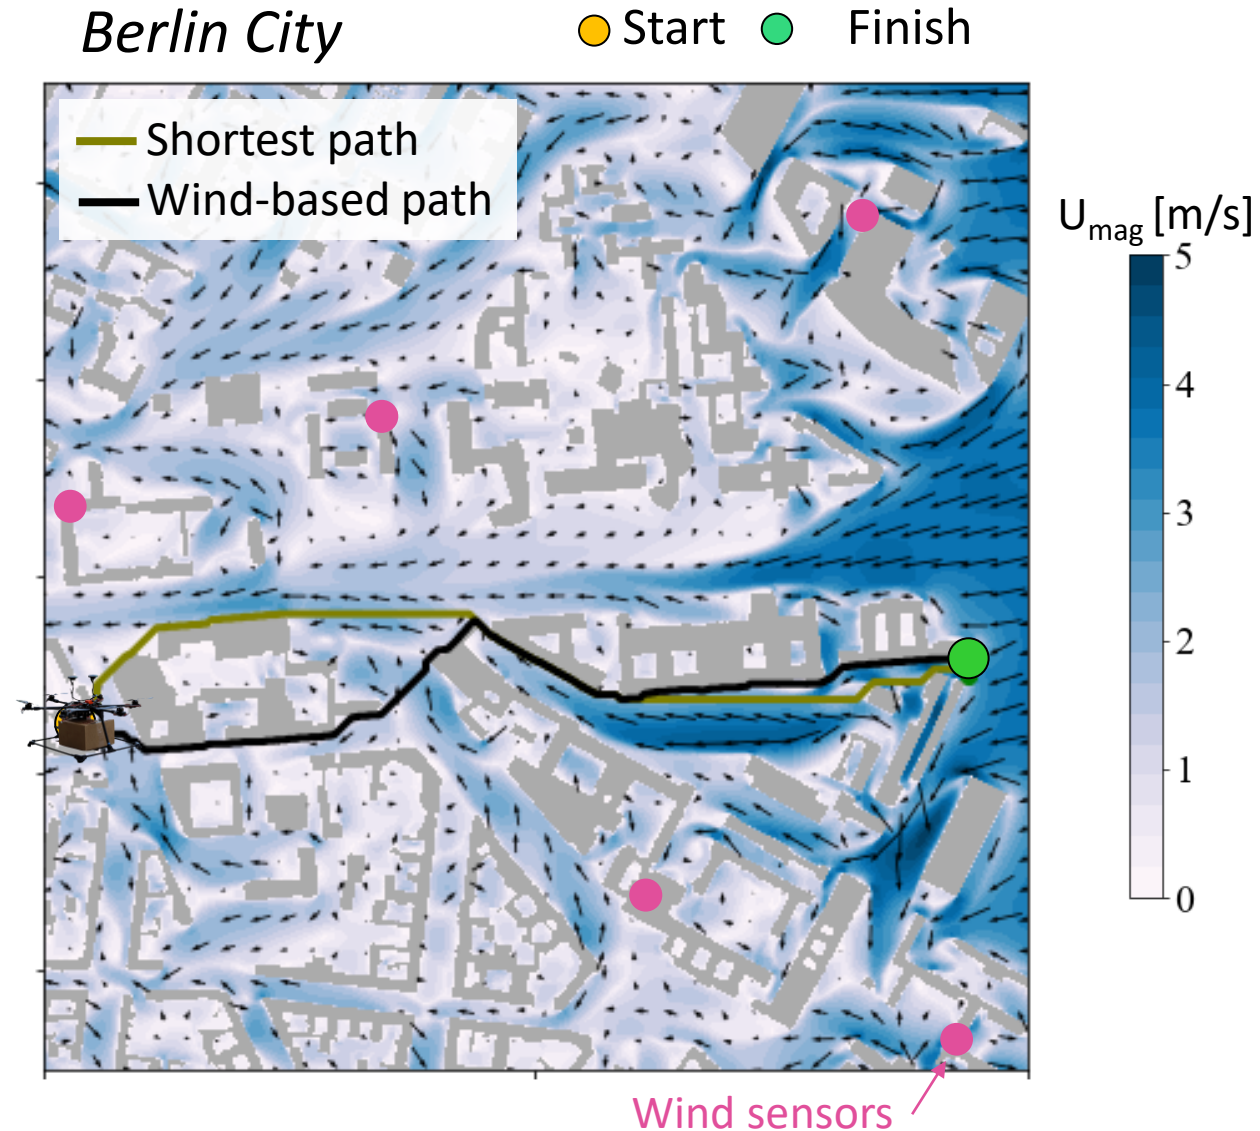 Berlin City
Start
Finish
Shortest path
Wind-based path
U_mag [m/s]
5
4
3
2
1
0
Wind sensors